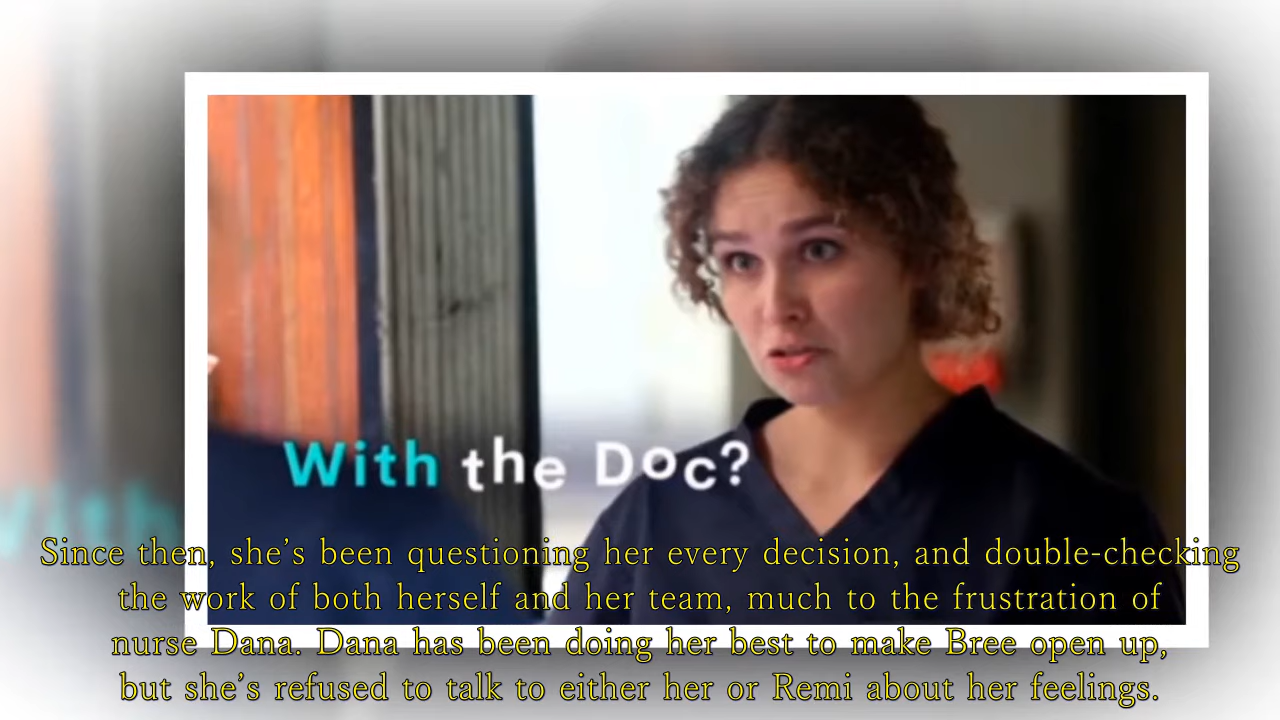 With the Doc?
Since then, she’s been questioning her every decision, and double-checking
the work of both herself and her team, much to the frustration of
nurse Dana. Dana has been doing her best to make Bree open up,
but she’s refused to talk to either her or Remi about her feelings.